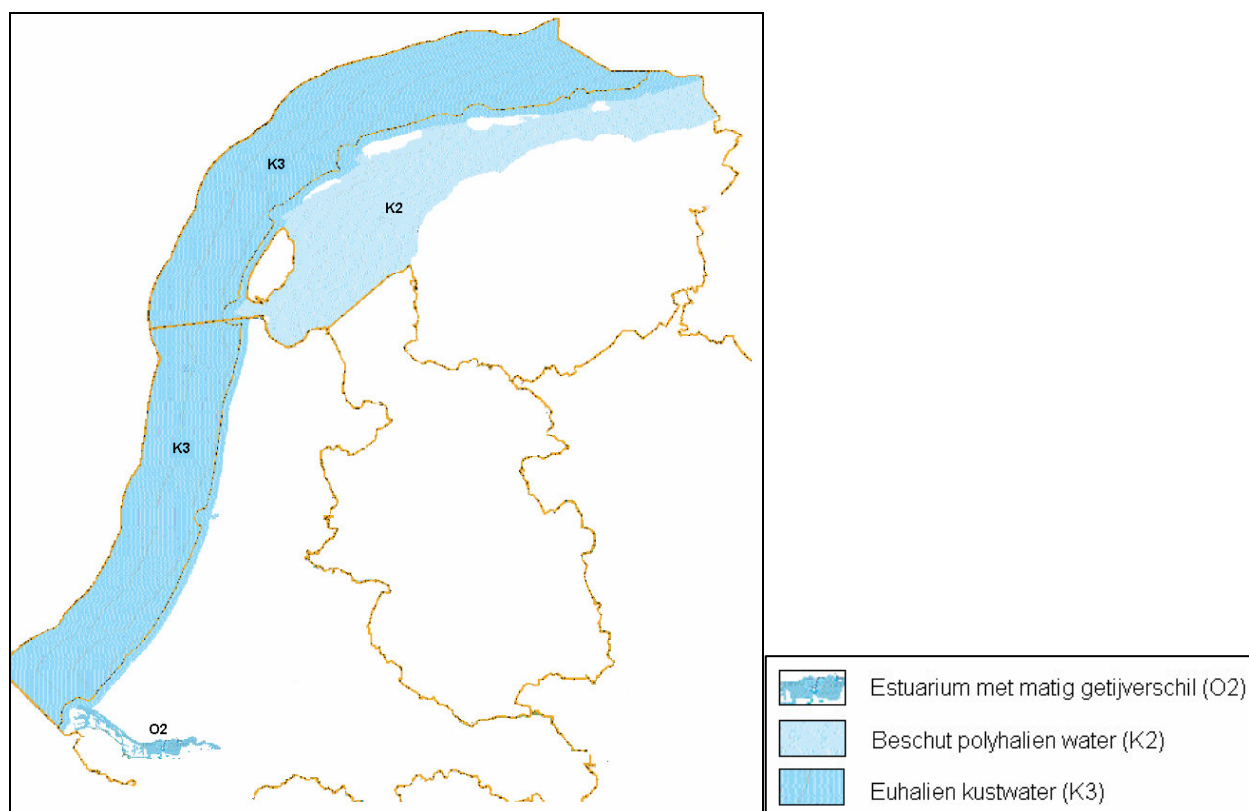 K3
K2
K3
O2
Estuarium met matig getijverschil (O2)
Beschut polyhalien water (K2)
Euhalien kustwater (K3)